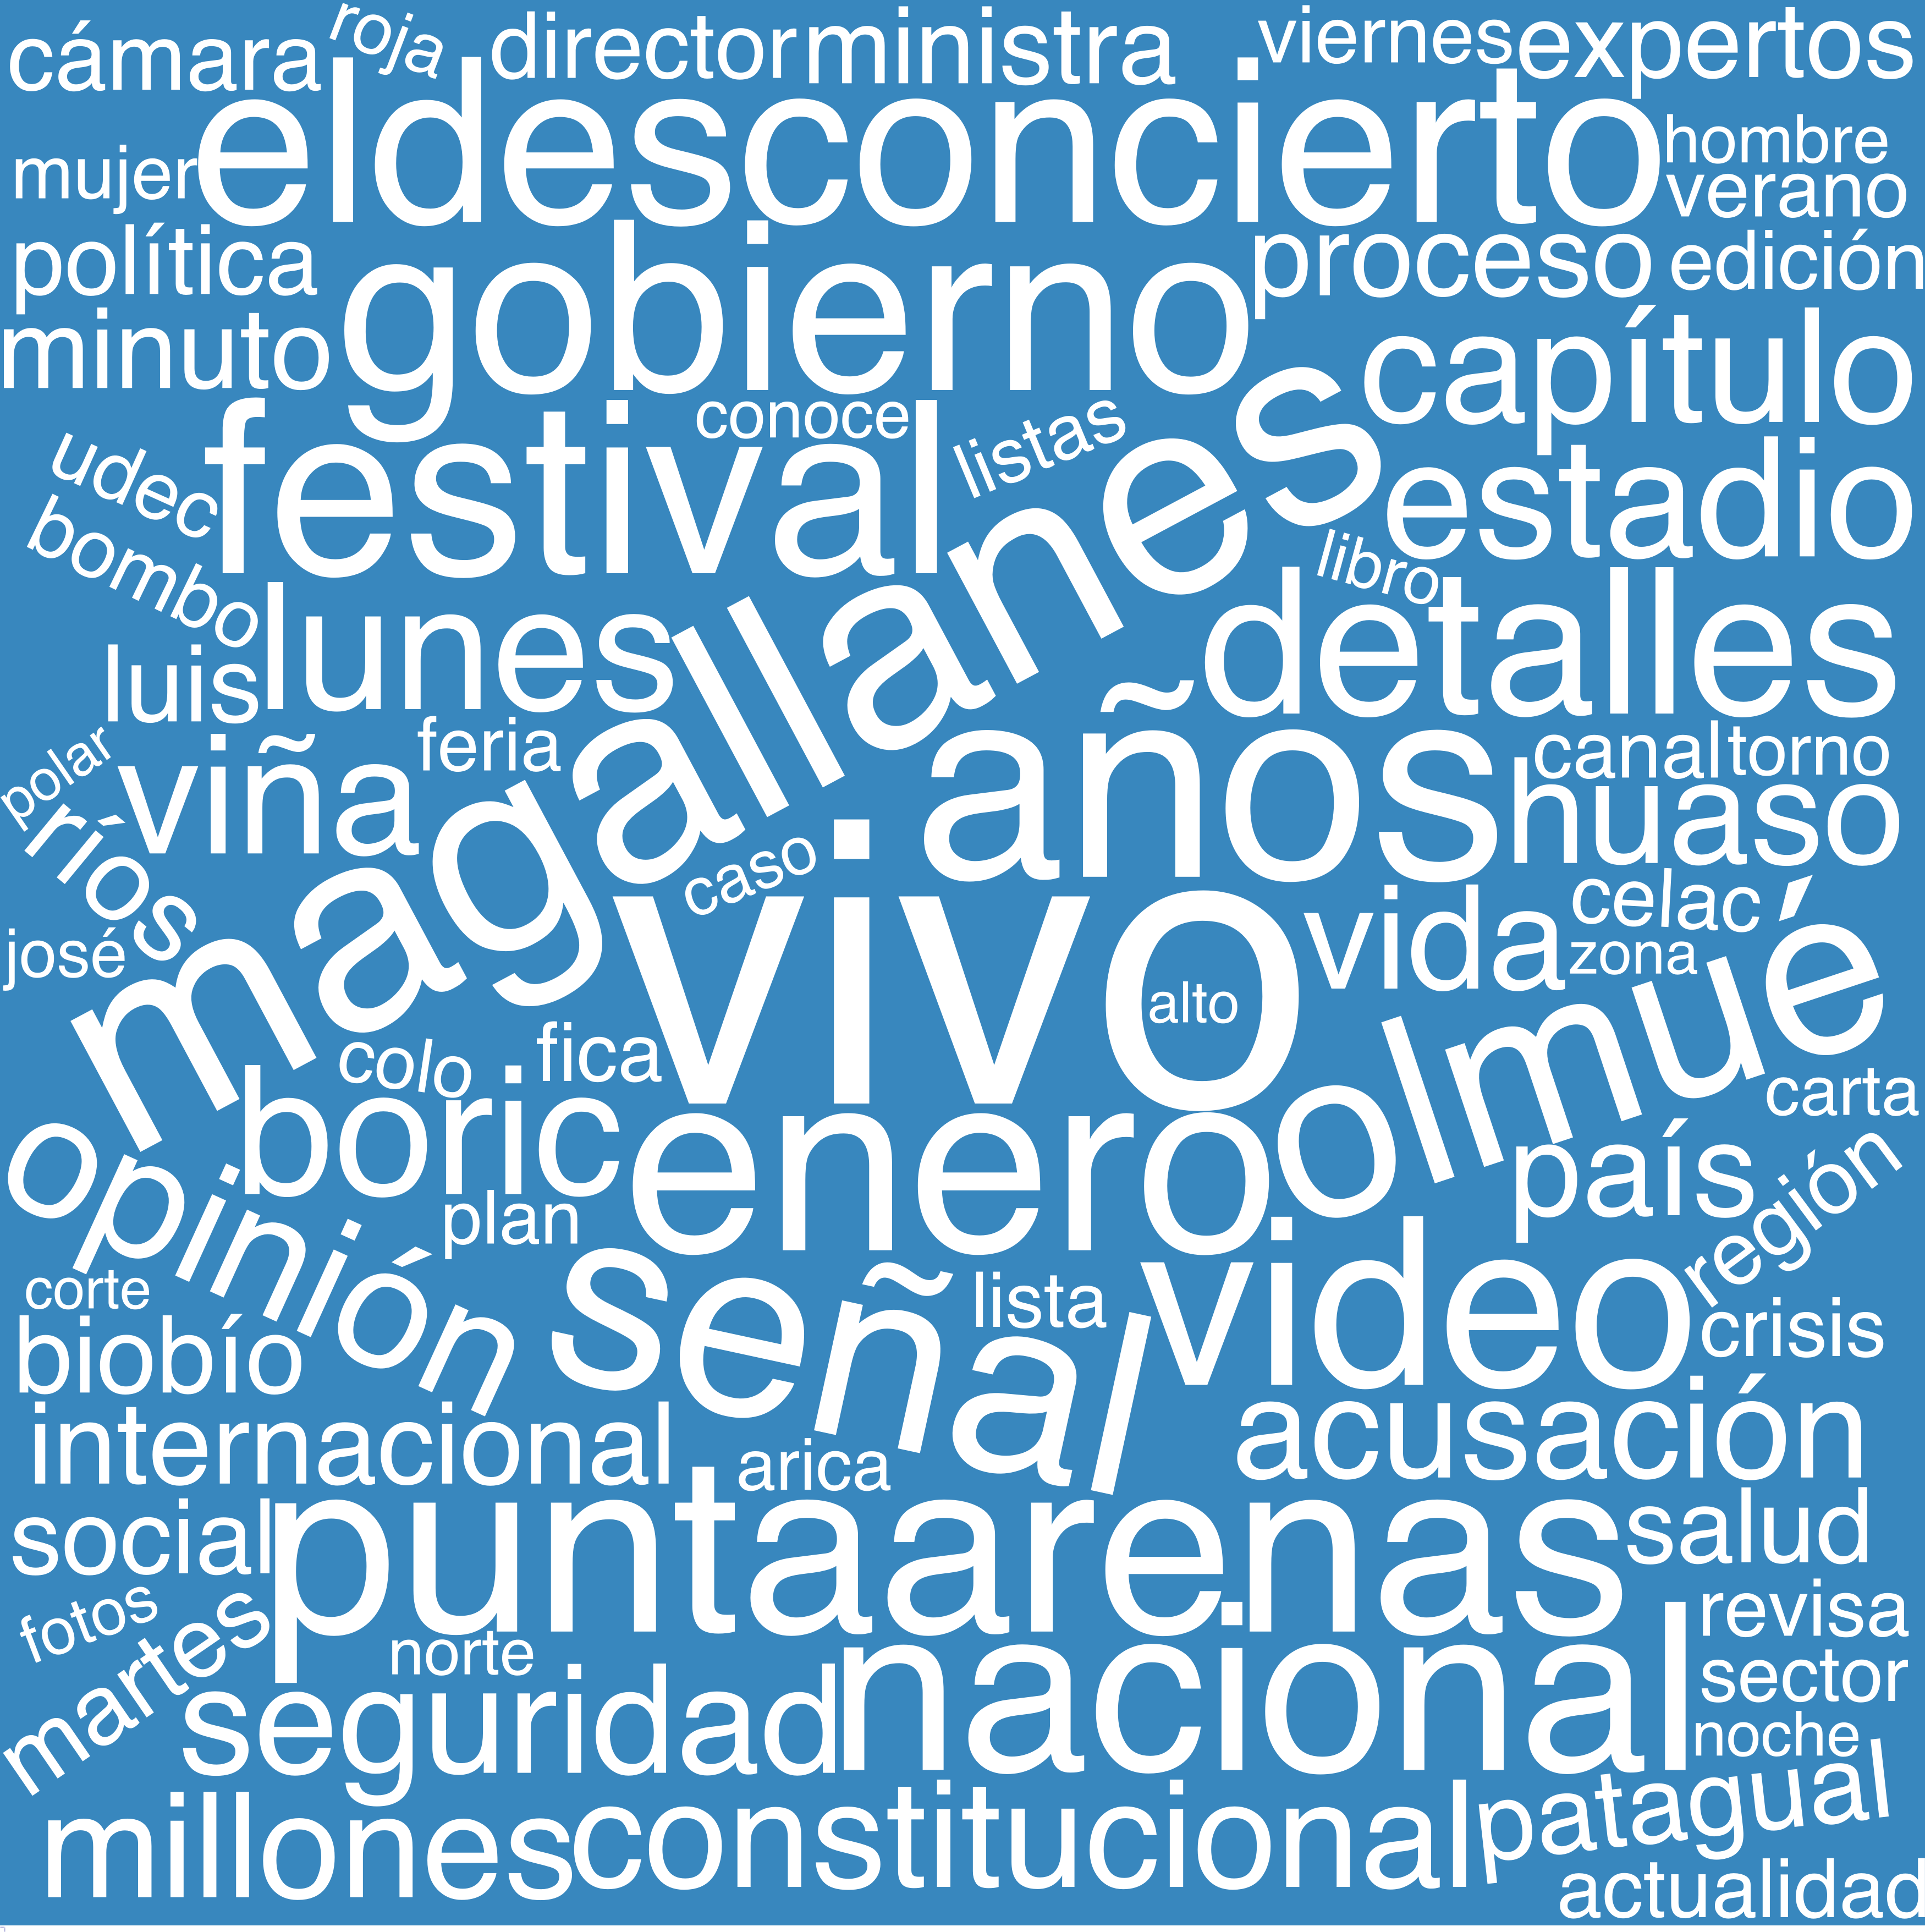 cámara roja director ministra viernes expertos
mujer eldesconcierto hombre
verano
política gobierno proceso edición
minuto capítulo
festival conoce listas magallanes estadio
udec
bombo libro
luis lunes detalles
polar viña feria años canal torno
ríos huaso
caso vivo vida celac
josé zona
alto olmué
colo fica carta
boric enero país
opinión plan región
corte señal lista video crisis
biobío
internacional arica acusación
social puntaarenas salud
fotos revisa
martes norte nacional sector
seguridad noche
millones constitucional patagual
actualidad